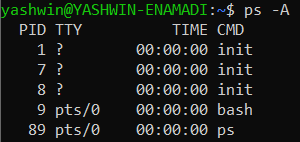 yashwin@YASHWIN-ENAMADI:~$ ps -A
PID TTY TIME CMD
1 ? 00:00:00 init
7 ? 00:00:00 init
8 ? 00:00:00 init
9 pts/0 00:00:00 bash
89 pts/0 00:00:00 ps